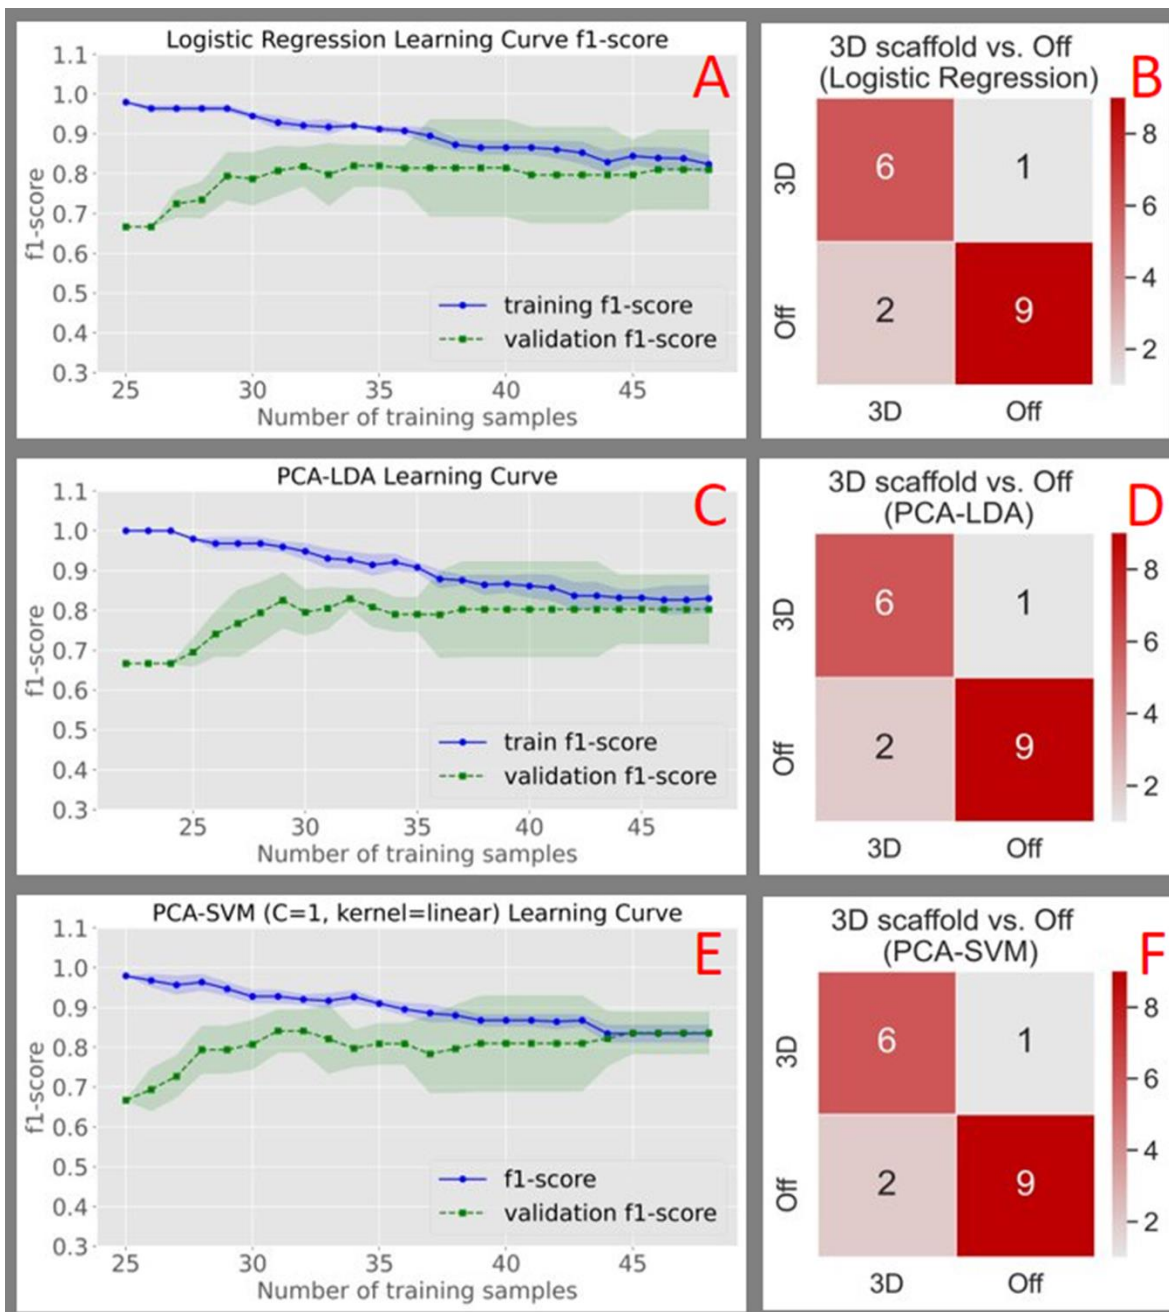 Logistic Regression Learning Curve f1-score
A
1.1
1.0
0.9
0.8
0.7
0.6
0.5
0.4
0.3
f1-score
training f1-score
validation f1-score
25 30 35 40 45
Number of training samples
3D scaffold vs. Off
(Logistic Regression)
B
3D
6 1
Off
2 9
3D Off
8
6
4
2
PCA-LDA Learning Curve
C
1.1
1.0
0.9
0.8
0.7
0.6
0.5
0.4
0.3
f1-score
train f1-score
validation f1-score
25 30 35 40 45
Number of training samples
3D scaffold vs. Off
(PCA-LDA)
D
3D
6 1
Off
2 9
3D Off
8
6
4
2
PCA-SVM (C=1, kernel=linear) Learning Curve
E
1.1
1.0
0.9
0.8
0.7
0.6
0.5
0.4
0.3
f1-score
f1-score
validation f1-score
25 30 35 40 45
Number of training samples
3D scaffold vs. Off
(PCA-SVM)
F
3D
6 1
Off
2 9
3D Off
8
6
4
2